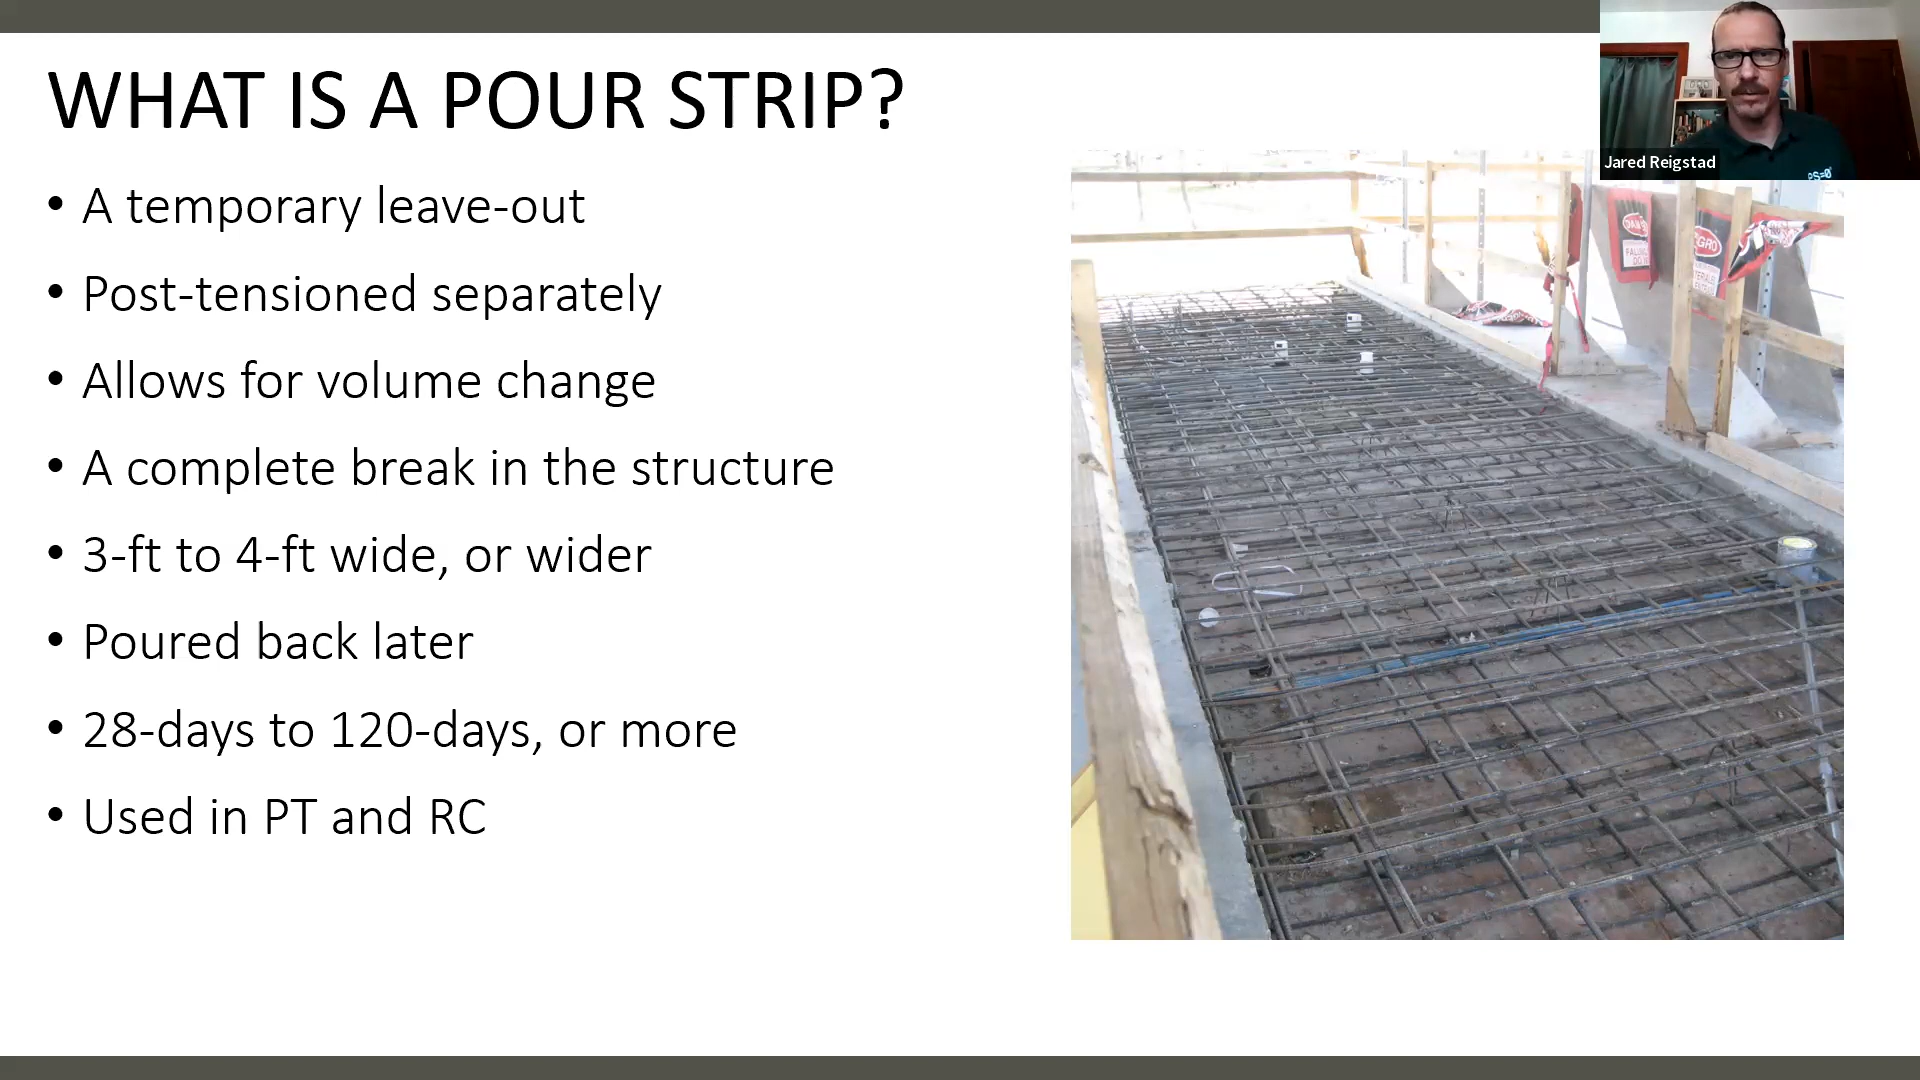 WHAT IS A POUR STRIP?
• A temporary leave-out
• Post-tensioned separately
• Allows for volume change
• A complete break in the structure
• 3-ft to 4-ft wide, or wider
• Poured back later
• 28-days to 120-days, or more
• Used in PT and RC
Jared Reigstad